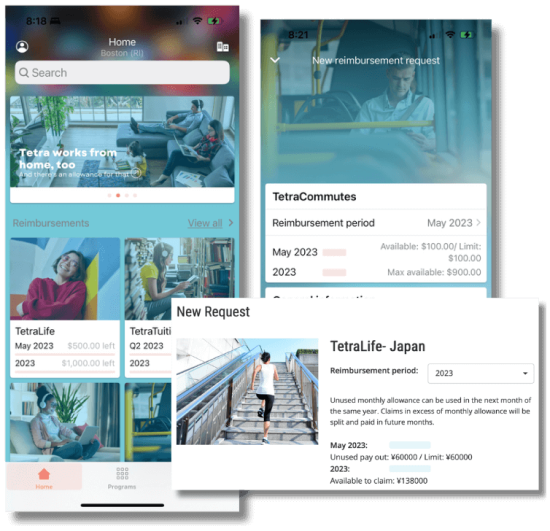 8:18
Home
Boston (RI)
Search
Tetra works from
home, too
And there's an allowance for that
Reimbursements
View all
TetraLife
May 2023 $500.00 left
2023 $1,000.00 left
TetraTuiti
Q2 2023
2023
Home
Programs
8:21
New reimbursement request
TetraCommutes
Reimbursement period May 2023
May 2023 Available: $100.00/ Limit:
$100.00
2023 Max available: $900.00
New Request
TetraLife- Japan
Reimbursement period: 2023
Unused monthly allowance can be used in the next month of
the same year. Claims in excess of monthly allowance will be
split and paid in future months.
May 2023:
Unused pay out: ¥60000 / Limit: ¥60000
2023:
Available to claim: ¥138000